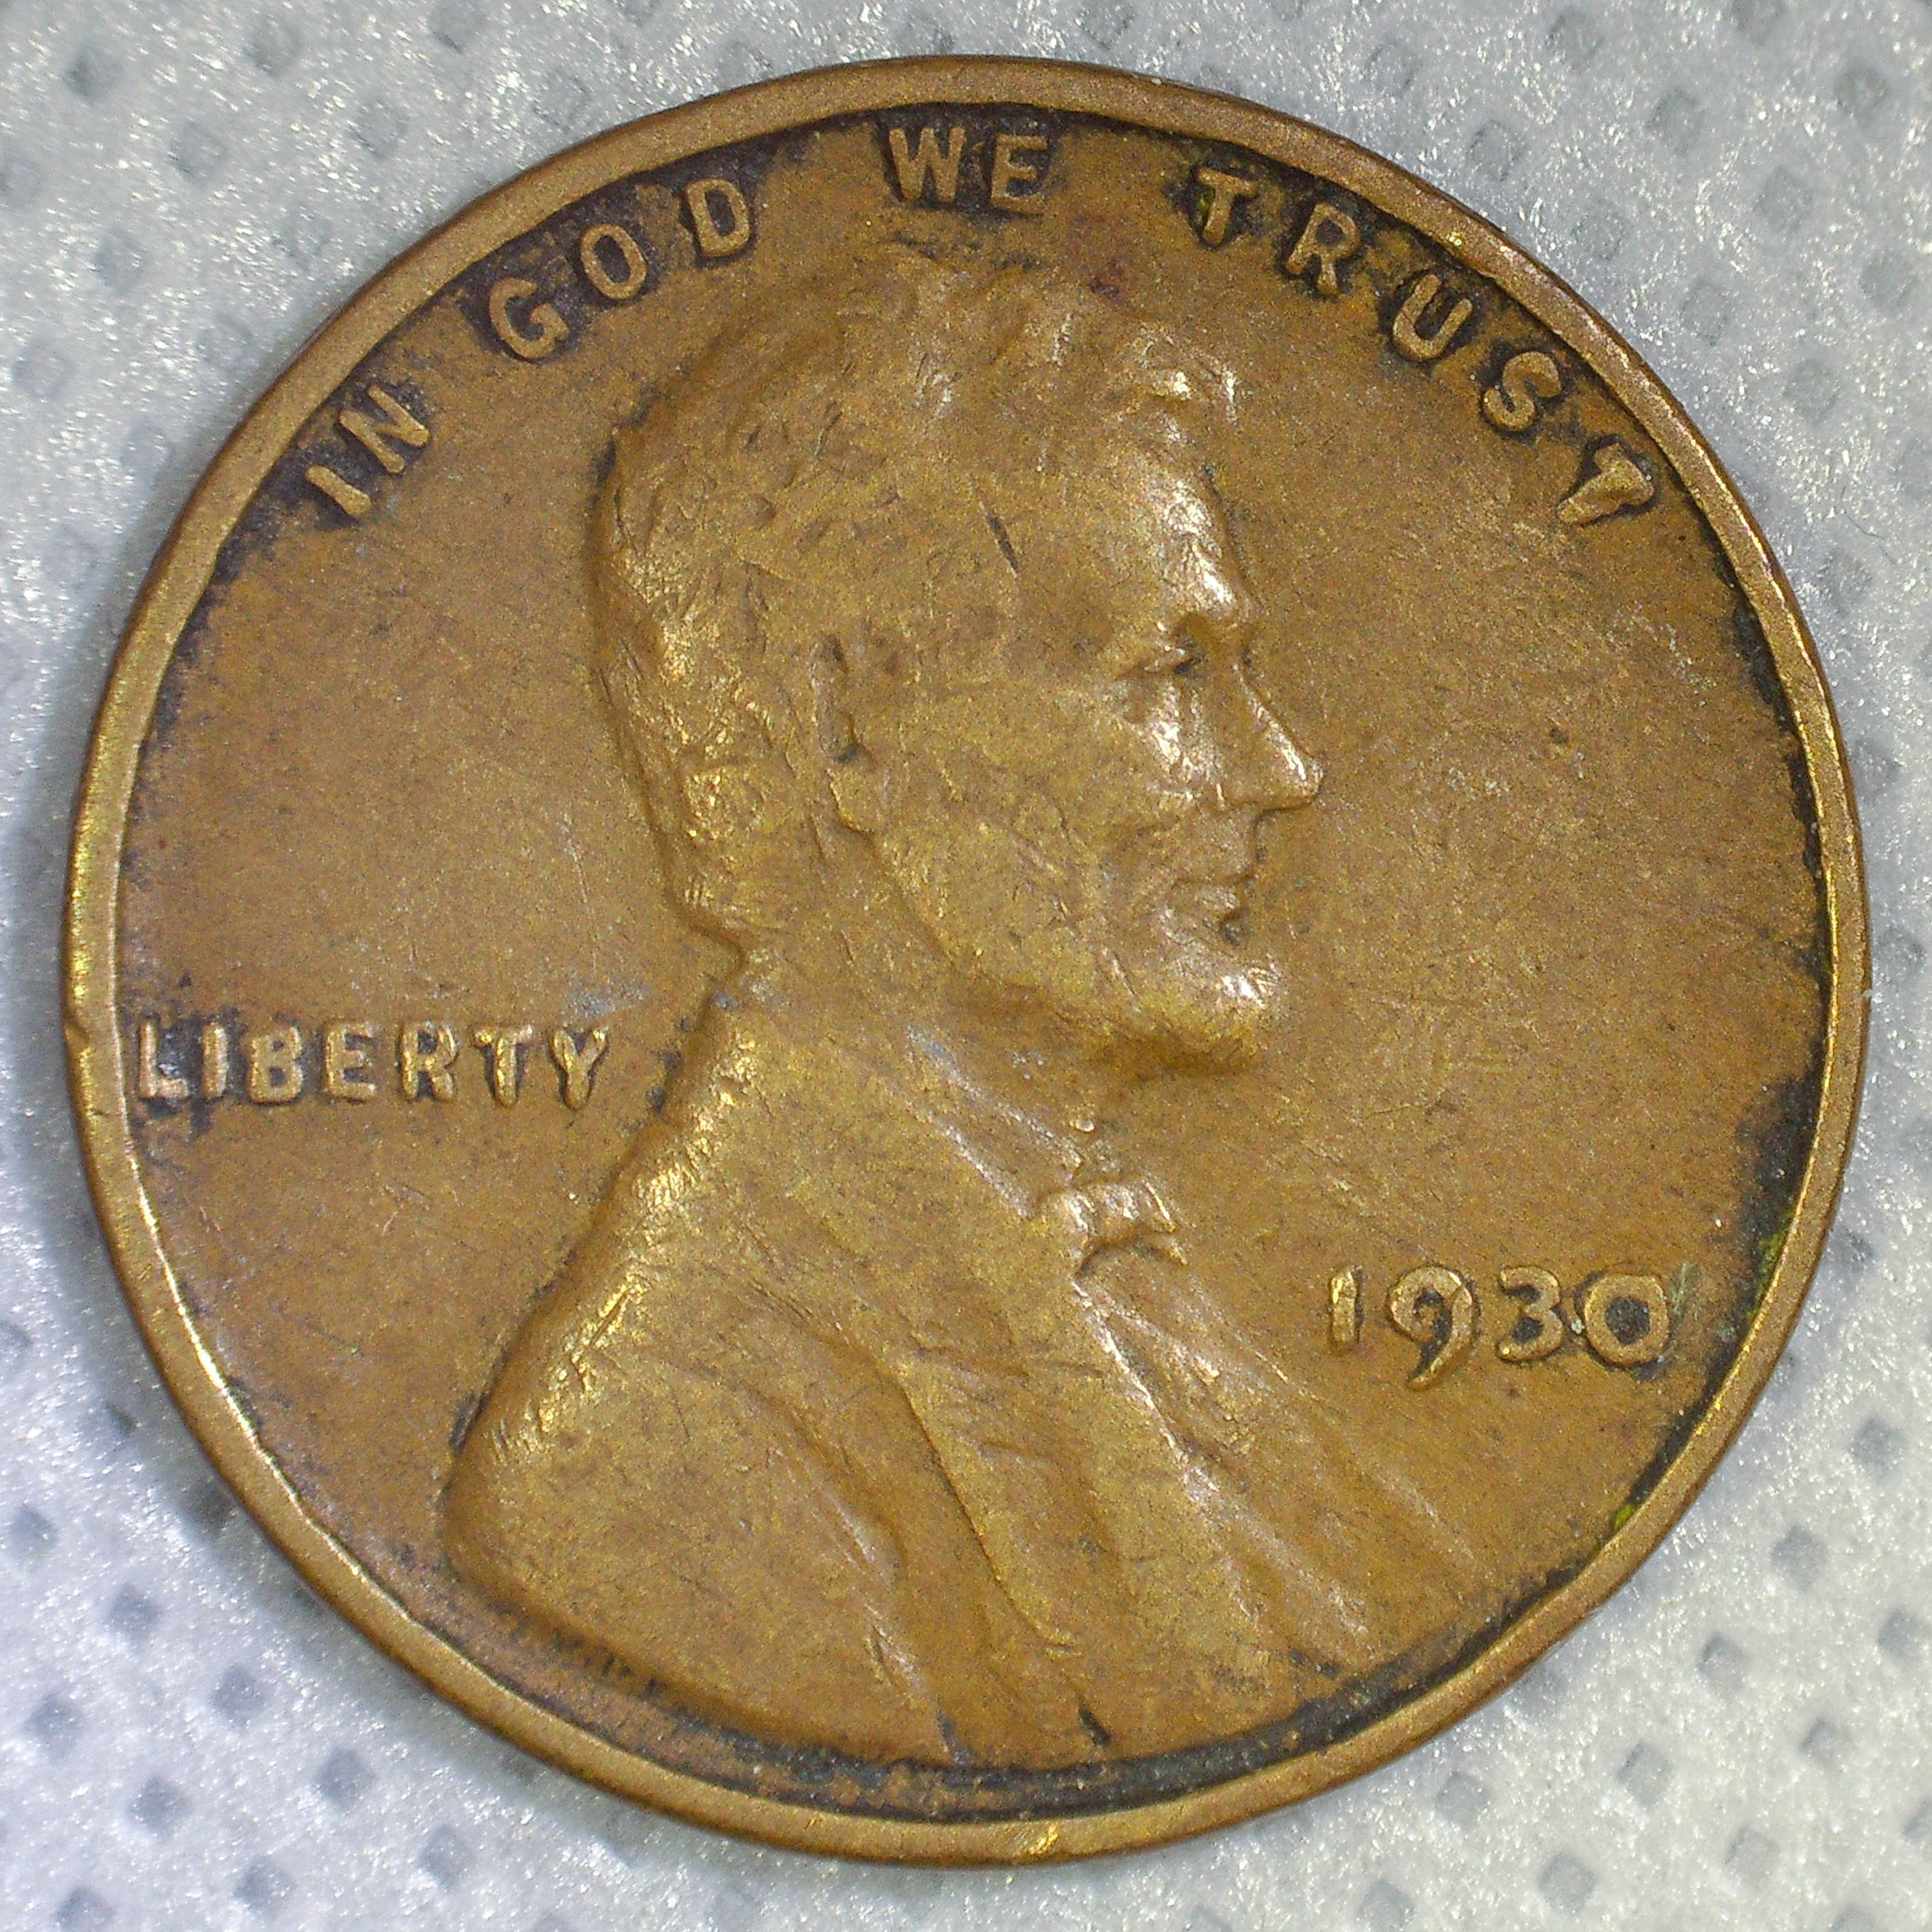 IN GOD WE TRUST
LIBERTY
1930